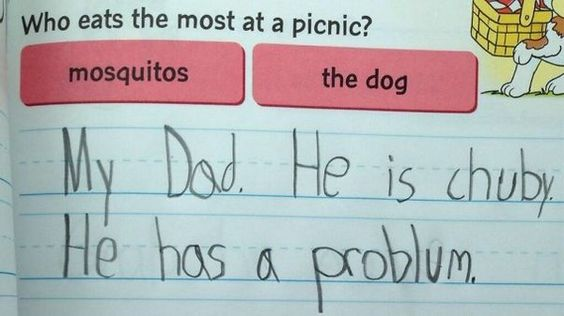 Who eats the most at a picnic?
mosquitos the dog
My Dad. He is chuby.
He has a problum.